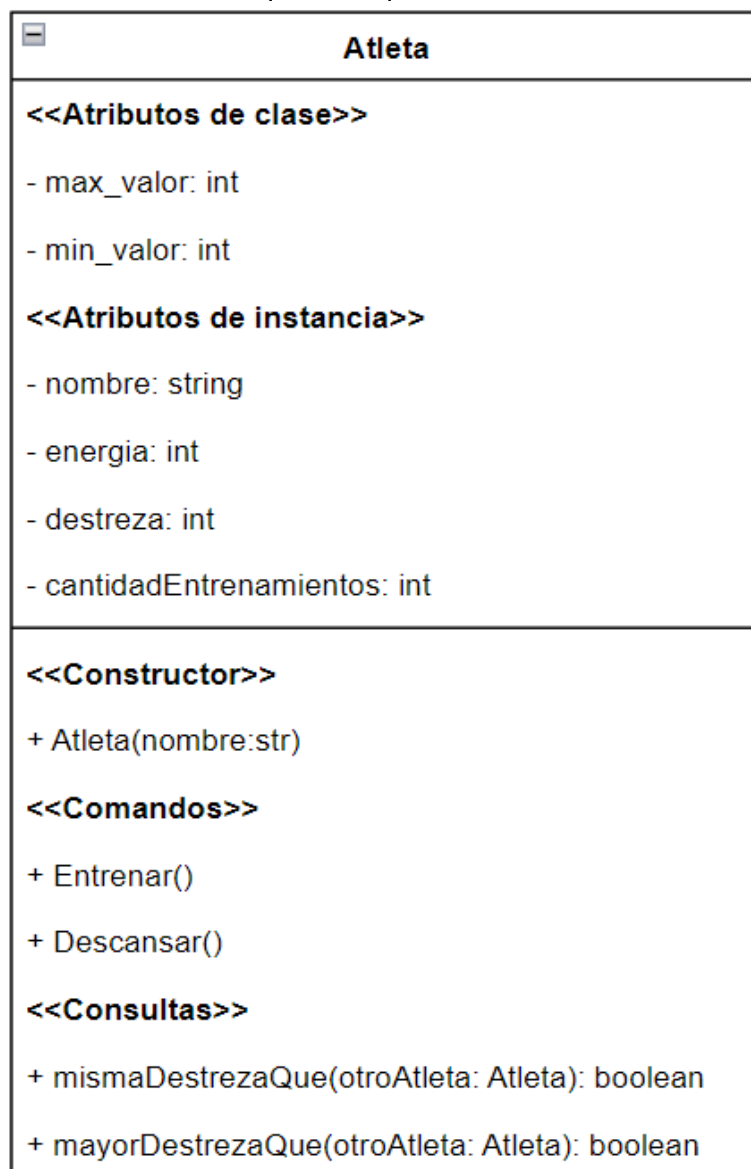 Atleta
<<Atributos de clase>>
- max_valor: int
- min_valor: int
<<Atributos de instancia>>
- nombre: string
- energia: int
- destreza: int
- cantidadEntrenamientos: int
<<Constructor>>
+ Atleta(nombre:str)
<<Comandos>>
+ Entrenar()
+ Descansar()
<<Consultas>>
+ mismaDestrezaQue(otroAtleta: Atleta): boolean
+ mayorDestrezaQue(otroAtleta: Atleta): boolean